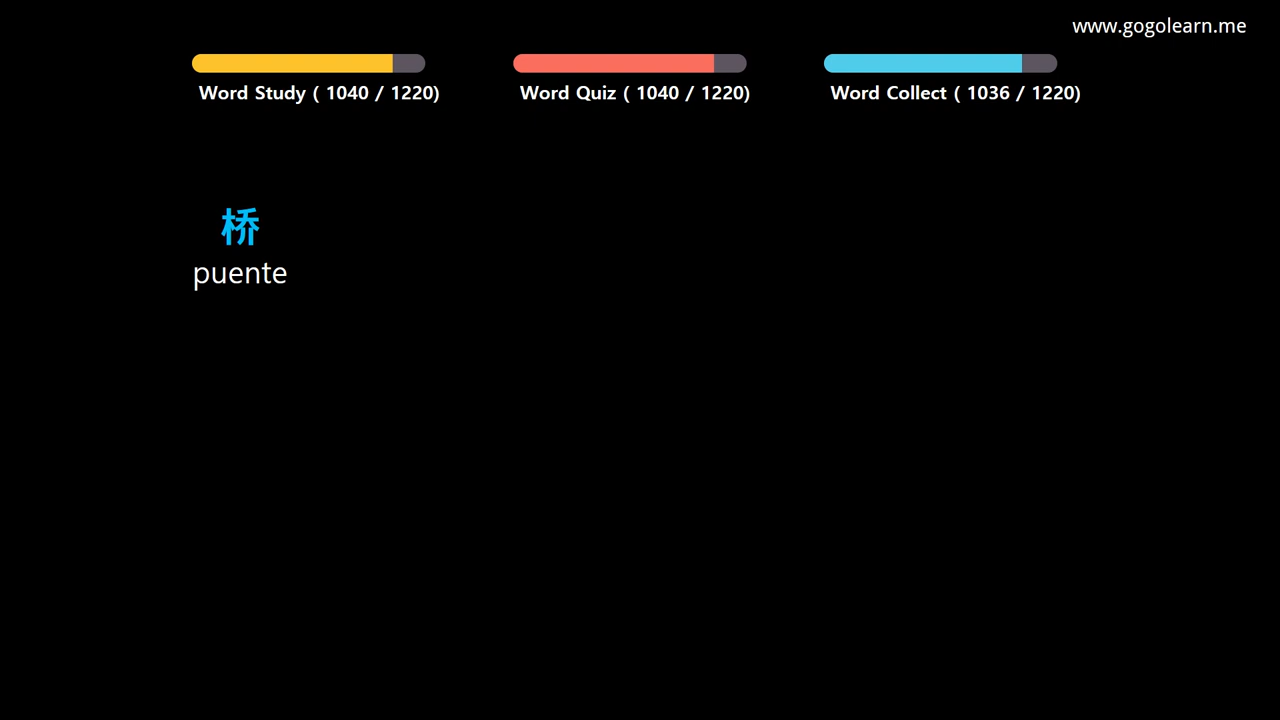 www.gogolearn.me
Word Study ( 1040 / 1220)
Word Quiz ( 1040 / 1220)
Word Collect ( 1036 / 1220)
桥
puente